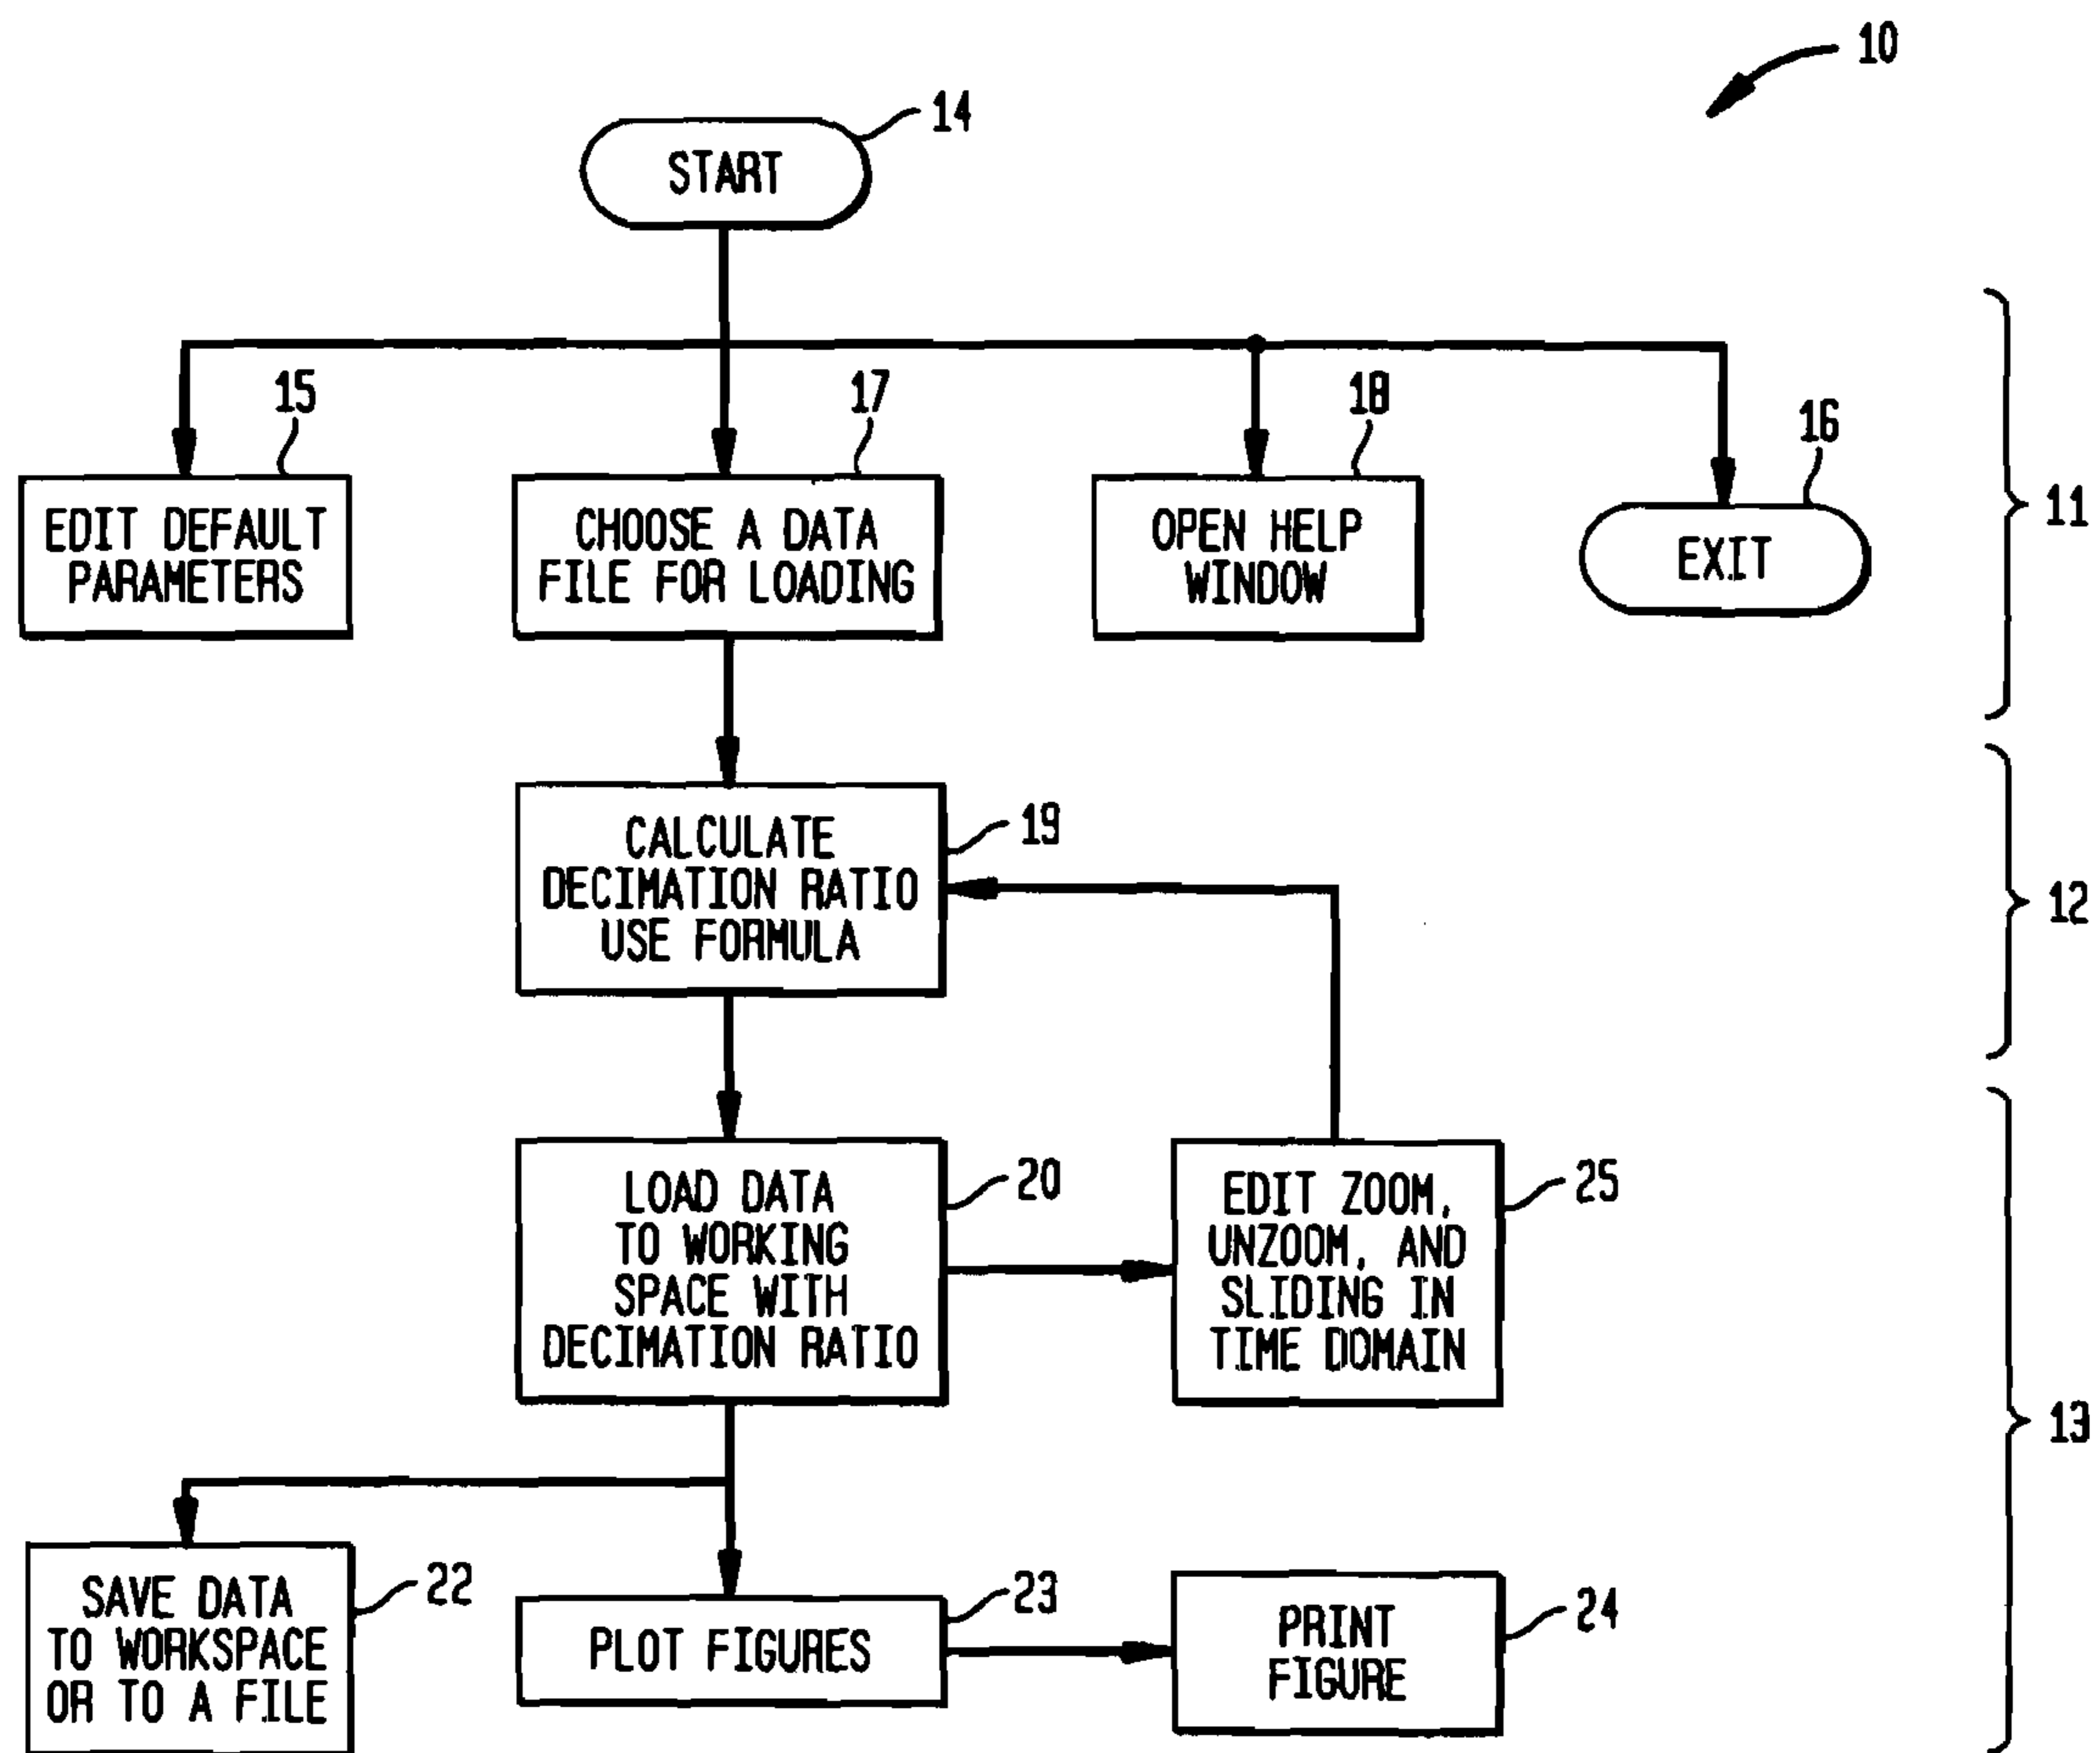 10
14
START
15
17
18
16
EDIT DEFAULT
PARAMETERS
CHOOSE A DATA
FILE FOR LOADING
OPEN HELP
WINDOW
EXIT
11
CALCULATE
DECIMATION RATIO
USE FORMULA
19
12
LOAD DATA
TO WORKING
SPACE WITH
DECIMATION RATIO
20
EDIT ZOOM,
UNZOOM, AND
SLIDING IN
TIME DOMAIN
25
13
SAVE DATA
TO WORKSPACE
OR TO A FILE
22
PLOT FIGURES
23
PRINT
FIGURE
24